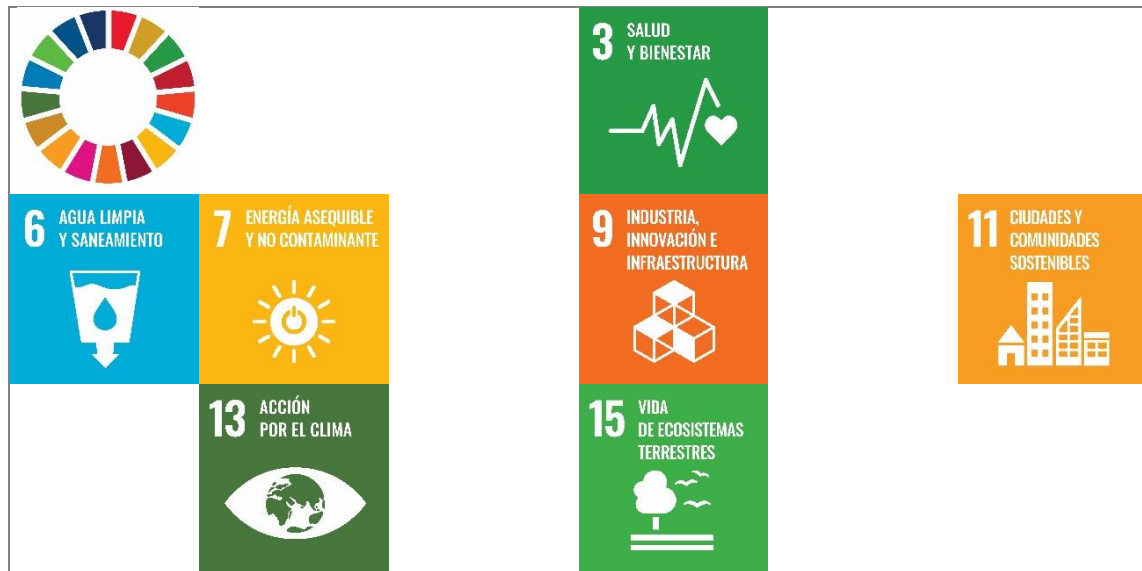 3 SALUD
Y BIENESTAR
6 AGUA LIMPIA
Y SANEAMIENTO
7 ENERGÍA ASEQUIBLE
Y NO CONTAMINANTE
9 INDUSTRIA,
INNOVACIÓN E
INFRAESTRUCTURA
11 CIUDADES Y
COMUNIDADES
SOSTENIBLES
13 ACCIÓN
POR EL CLIMA
15 VIDA
DE ECOSISTEMAS
TERRESTRES